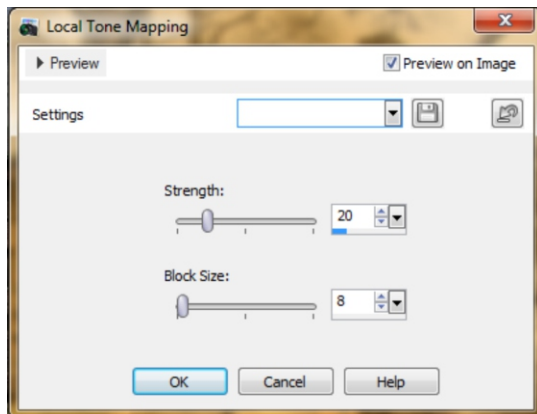 Local Tone Mapping
Preview
Preview on Image
Settings
Strength:
20
Block Size:
8
OK
Cancel
Help